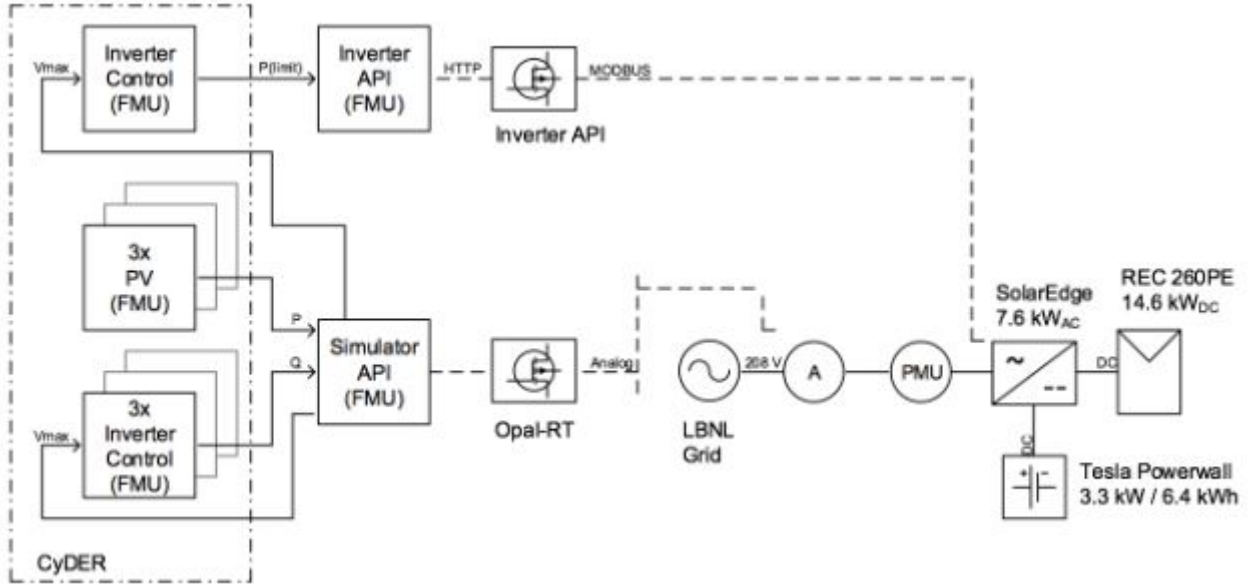 Inverter
Control
(FMU)
Vmax
P(limit)
Inverter
API
(FMU)
HTTP
MODBUS
Inverter API
3x
PV
(FMU)
P
Q
Simulator
API
(FMU)
Analog
Opal-RT
3x
Inverter
Control
(FMU)
Vmax
CyDER
LBNL
Grid
208 V
A
PMU
SolarEdge
7.6 kWAC
DC
REC 260PE
14.6 kWDC
DC
Tesla Powerwall
3.3 kW / 6.4 kWh